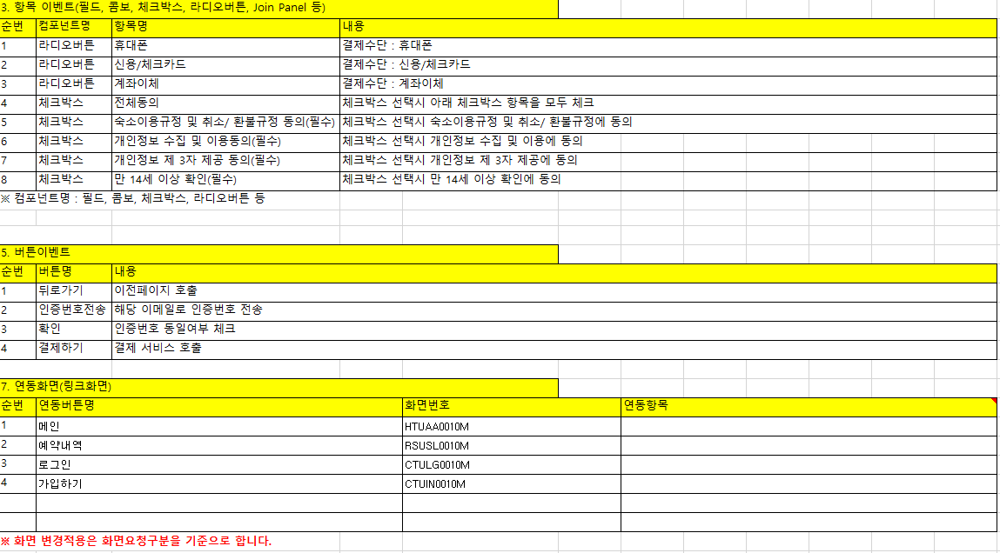 3. 항목 이벤트(필드, 콤보, 체크박스, 라디오버튼, Join Panel 등)
순번 컴포넌트명 항목명 내용
1 라디오버튼 휴대폰 결제수단 : 휴대폰
2 라디오버튼 신용/체크카드 결제수단 : 신용/체크카드
3 라디오버튼 계좌이체 결제수단 : 계좌이체
4 체크박스 전체동의 체크박스 선택시 아래 체크박스 항목을 모두 체크
5 체크박스 숙소이용규정 및 취소/ 환불규정 동의(필수) 체크박스 선택시 숙소이용규정 및 취소/ 환불규정에 동의
6 체크박스 개인정보 수집 및 이용동의(필수) 체크박스 선택시 개인정보 수집 및 이용에 동의
7 체크박스 개인정보 제 3자 제공 동의(필수) 체크박스 선택시 개인정보 제 3자 제공에 동의
8 체크박스 만 14세 이상 확인(필수) 체크박스 선택시 만 14세 이상 확인에 동의
※ 컴포넌트명 : 필드, 콤보, 체크박스, 라디오버튼 등
5. 버튼이벤트
순번 버튼명 내용
1 뒤로가기 이전페이지 호출
2 인증번호전송 해당 이메일로 인증번호 전송
3 확인 인증번호 동일여부 체크
4 결제하기 결제 서비스 호출
7. 연동화면(링크화면)
순번 연동버튼명 화면번호 연동항목
1 메인 HTUAA0010M
2 예약내역 RSUSL0010M
3 로그인 CTULG0010M
4 가입하기 CTUIN0010M
※ 화면 변경적용은 화면요청구분을 기준으로 합니다.